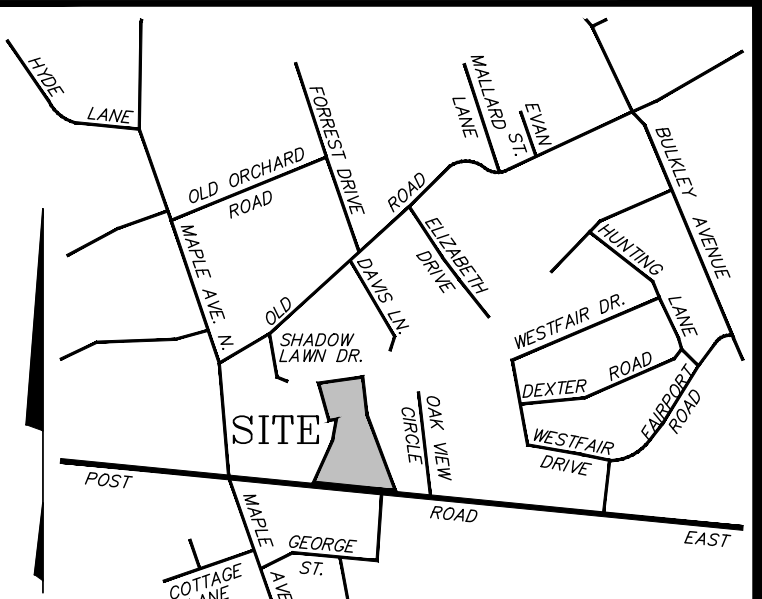 HYDE
LANE
MALLARD ST.
LANE
EVAN
FORREST DRIVE
OLD ORCHARD
ROAD
BULKLEY
AVENUE
ROAD
OLD
ELIZABETH
DRIVE
MAPLE AVE. N.
DAVIS LN.
HUNTING
LANE
WESTFAIR DR.
SHADOW
LAWN DR.
DEXTER ROAD
FAIRPORT
ROAD
SITE
OAK VIEW
CIRCLE
WESTFAIR
DRIVE
POST
ROAD
EAST
MAPLE
AVE
GEORGE
ST.
COTTAGE
LANE